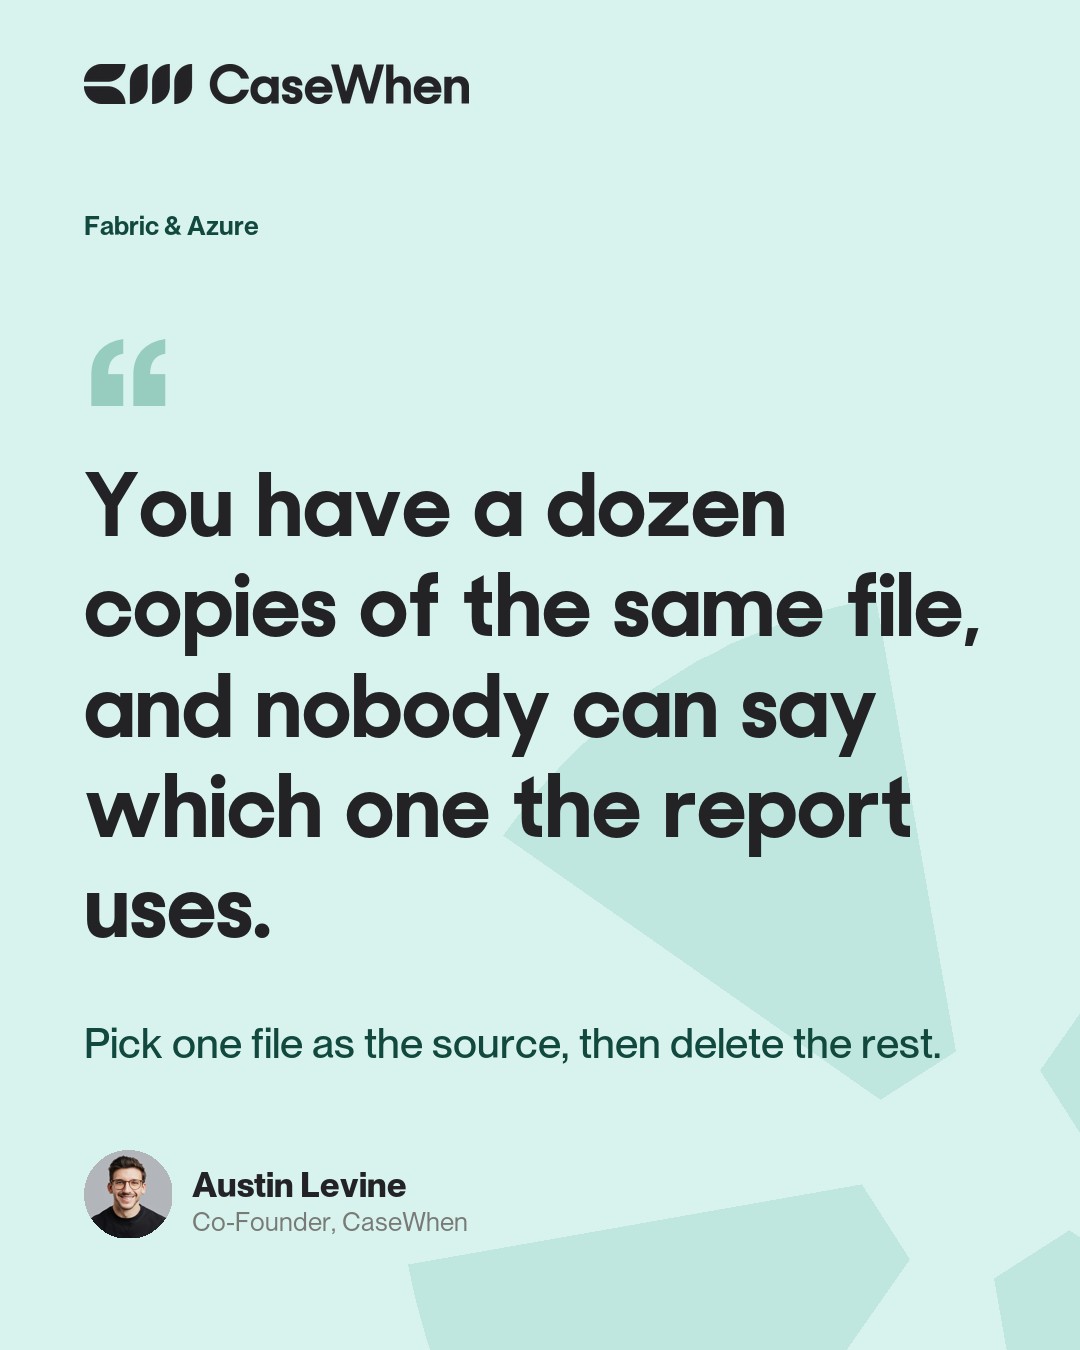 CaseWhen
Fabric & Azure
“
You have a dozen
copies of the same file,
and nobody can say
which one the report
uses.
Pick one file as the source, then delete the rest.
Austin Levine
Co-Founder, CaseWhen